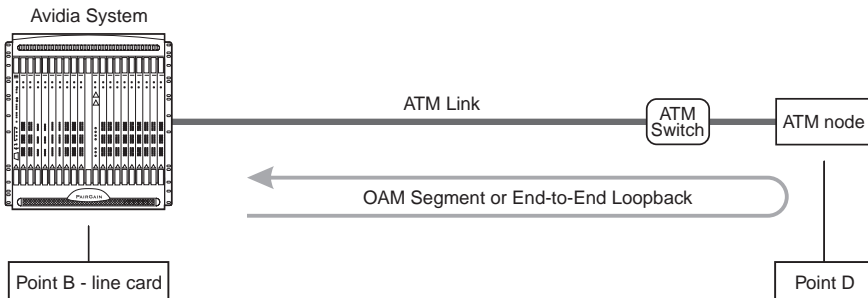 Avidia System
ATM Link
ATM
Switch
ATM node
OAM Segment or End-to-End Loopback
PAIRGAIN
Point B - line card
Point D